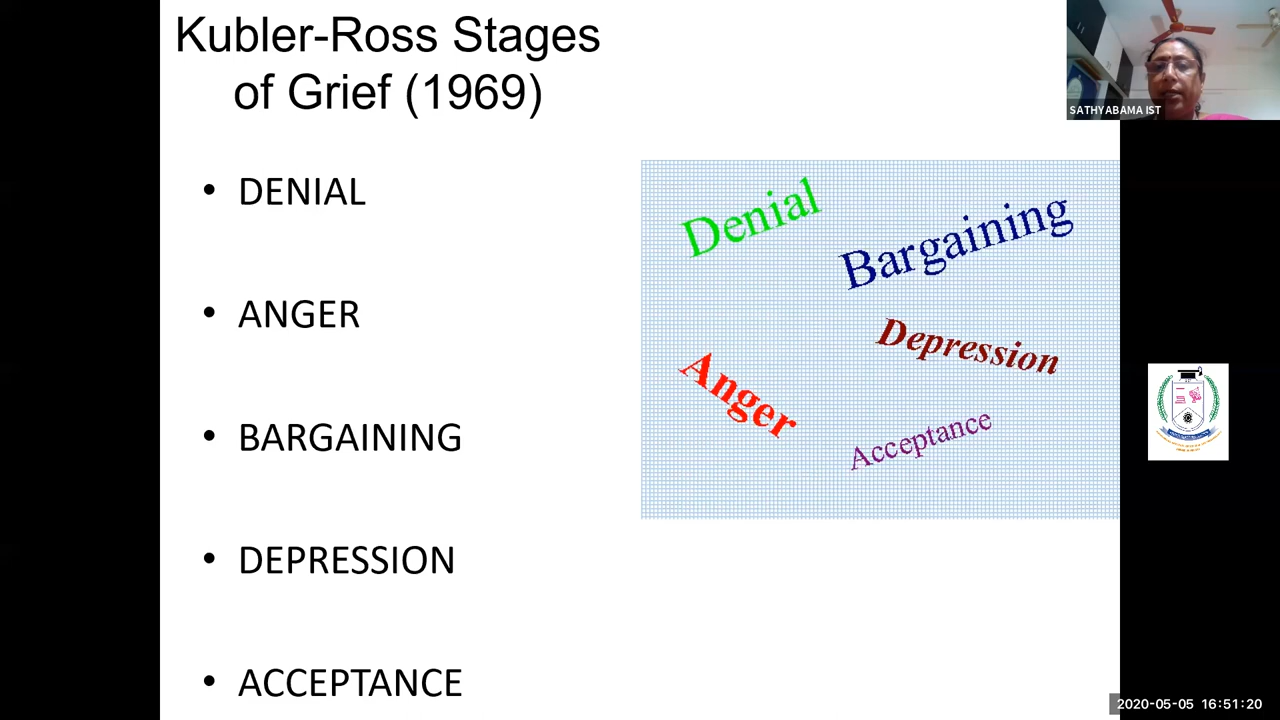 Kubler-Ross Stages
of Grief (1969)
SATHYABAMA IST
• DENIAL
• ANGER
• BARGAINING
• DEPRESSION
• ACCEPTANCE
Denial
Bargaining
Depression
Anger
Acceptance
2020-05-05 16:51:20